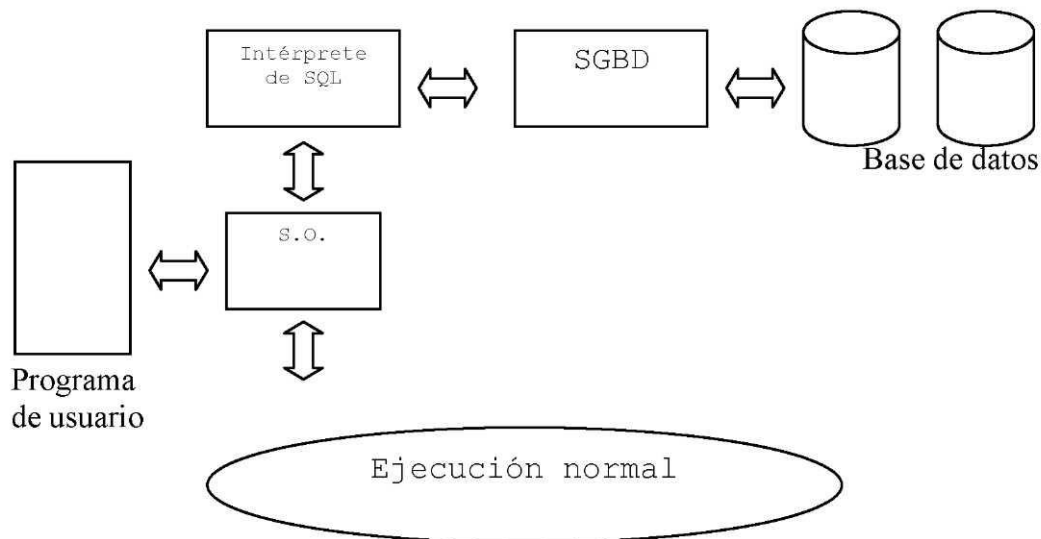 Intérprete
de SQL
SGBD
Base de datos
S.O.
Programa
de usuario
Ejecución normal